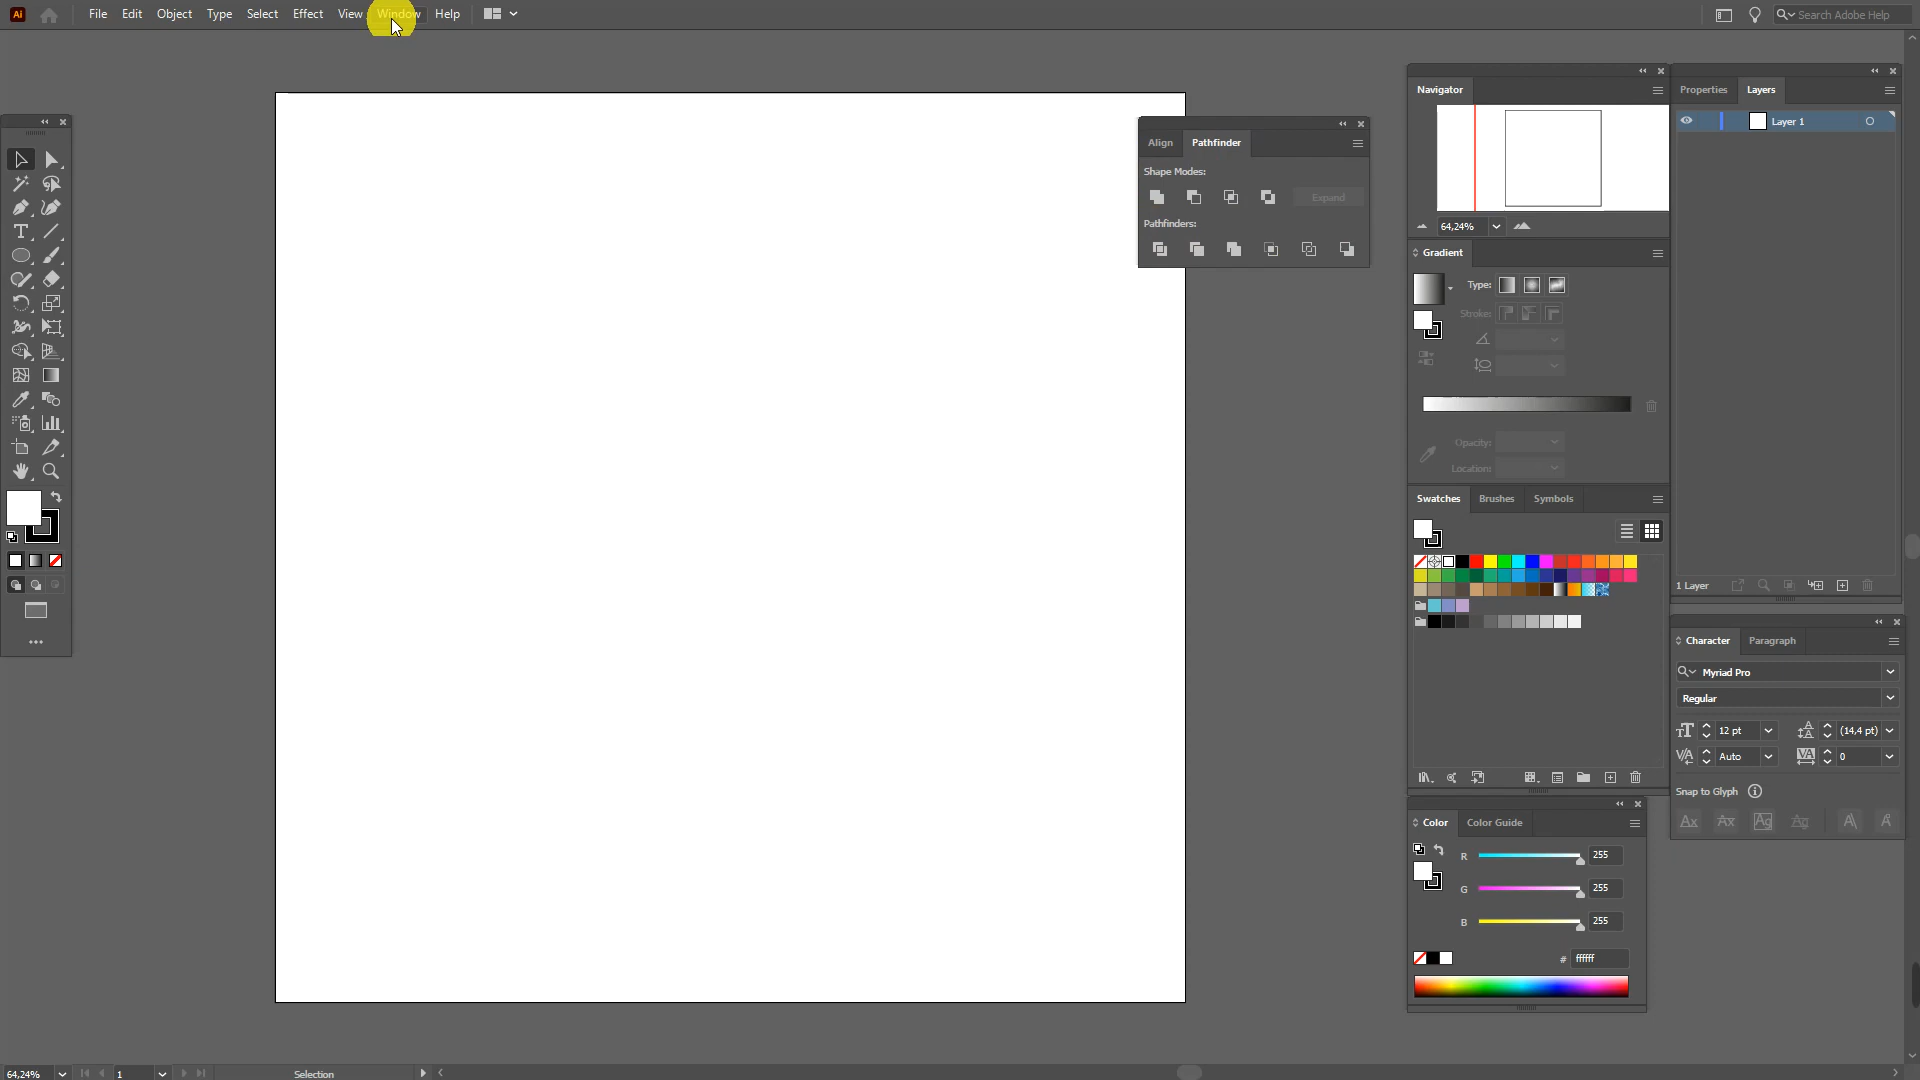 Ai File Edit Object Type Select Effect View Window Help Search Adobe Help
Navigator
Properties Layers
Layer 1
Align Pathfinder
Shape Modes:
Expand
Pathfinders:
64,24%
Gradient
Type:
Stroke:
Opacity:
Location:
Swatches Brushes Symbols
1 Layer
Character Paragraph
Myriad Pro
Regular
12 pt (14,4 pt)
Auto 0
Snap to Glyph
Color Color Guide
R 255
G 255
B 255
# ffffff
64,24% 1 Selection